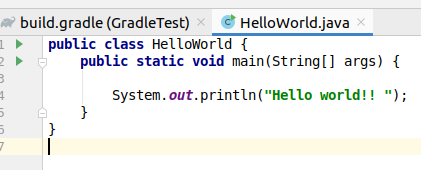 build.gradle (GradleTest) × HelloWorld.java ×
1 public class HelloWorld {
2     public static void main(String[] args) {
3
4         System.out.println("Hello world!! ");
5     }
6 }
7